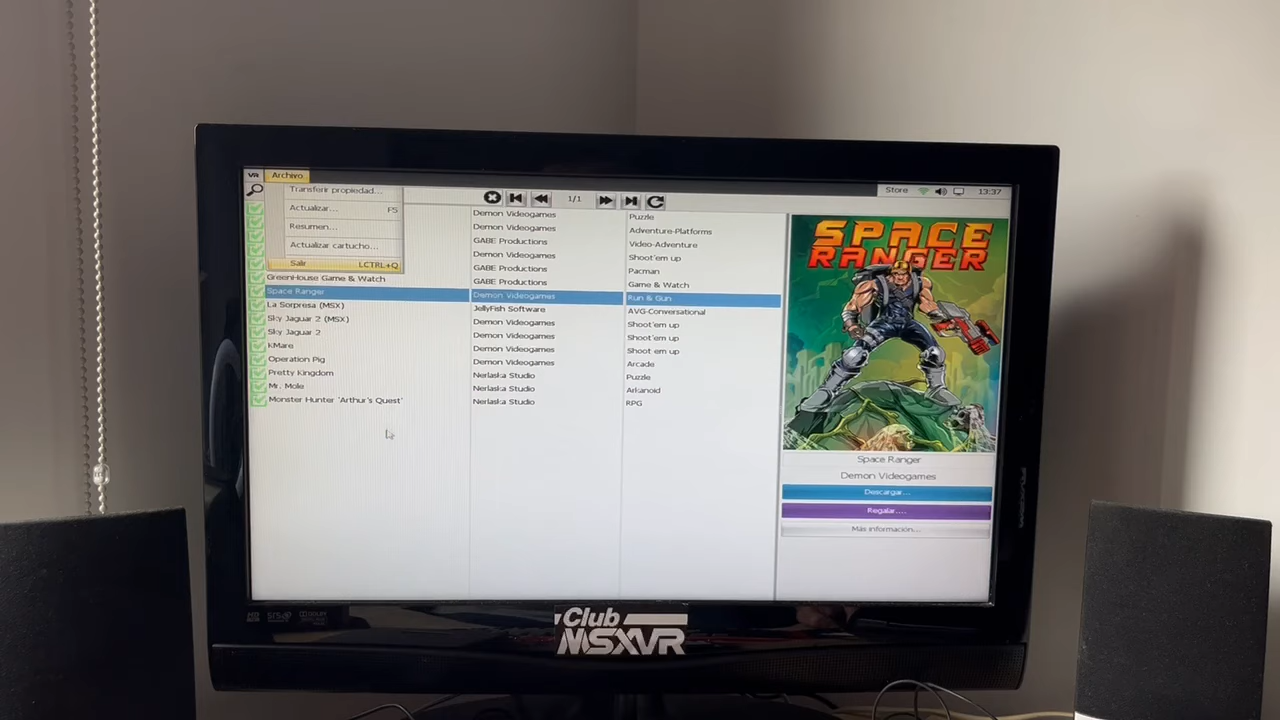 VR Archivo
Store 13:37
Transferir propiedad...
Actualizar... F5
Resumen...
Actualizar cartucho...
Salir LCTRL+Q
1/1
Demon Videogames Puzzle
Demon Videogames Adventure-Platforms
GABE Productions Video-Adventure
Demon Videogames Shoot'em up
GABE Productions Pacman
GreenHouse Game & Watch GABE Productions Game & Watch
Space Ranger Demon Videogames Run & Gun
La Sorpresa (MSX) JellyFish Software AVG-Conversational
Sky Jaguar 2 (MSX) Demon Videogames Shoot'em up
Sky Jaguar 2 Demon Videogames Shoot'em up
kMare Demon Videogames Shoot'em up
Operation Pig Demon Videogames Arcade
Pretty Kingdom Nerlaska Studio Puzzle
Mr. Mole Nerlaska Studio Arkanoid
Monster Hunter 'Arthur's Quest' Nerlaska Studio RPG
SPACE
RANGER
Space Ranger
Demon Videogames
Descargar...
Regalar....
Más información...
Club
MSXVR